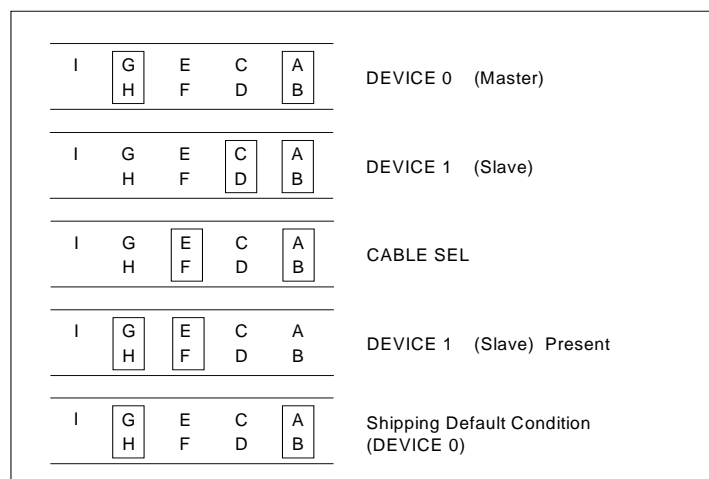 I G E C A DEVICE 0 (Master)
H F D B
I G E C A DEVICE 1 (Slave)
H F D B
I G E C A CABLE SEL
H F D B
I G E C A DEVICE 1 (Slave) Present
H F D B
I G E C A Shipping Default Condition
H F D B (DEVICE 0)